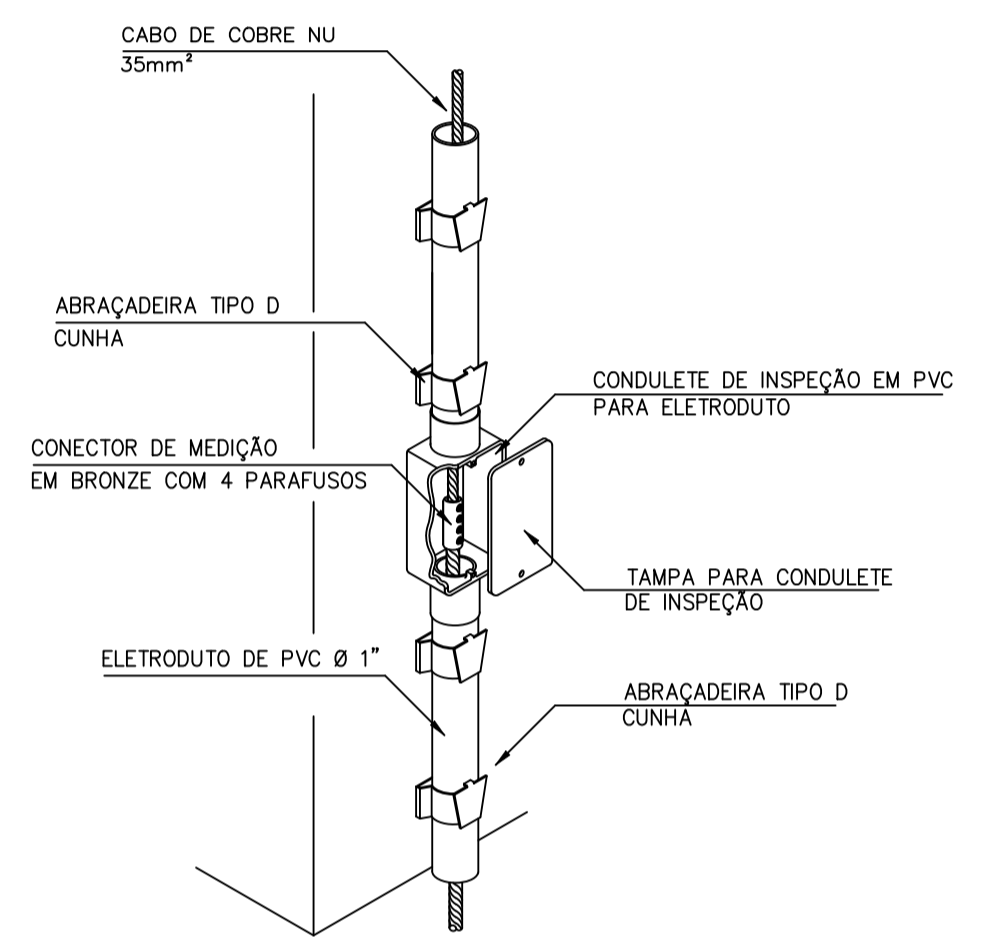 CABO DE COBRE NU
35mm²
ABRAÇADEIRA TIPO D
CUNHA
CONDULETE DE INSPEÇÃO EM PVC
PARA ELETRODUTO
CONECTOR DE MEDIÇÃO
EM BRONZE COM 4 PARAFUSOS
TAMPA PARA CONDULETE
DE INSPEÇÃO
ELETRODUTO DE PVC Ø 1"
ABRAÇADEIRA TIPO D
CUNHA